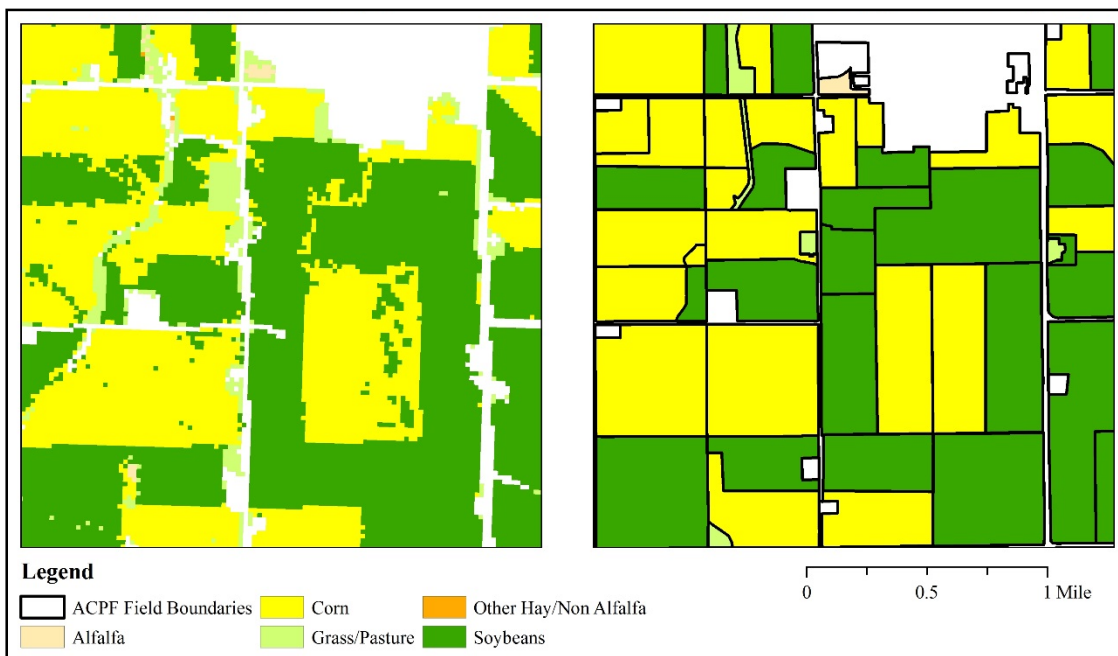 Legend
ACPF Field Boundaries
Corn
Other Hay/Non Alfalfa
Alfalfa
Grass/Pasture
Soybeans
0 0.5 1 Mile